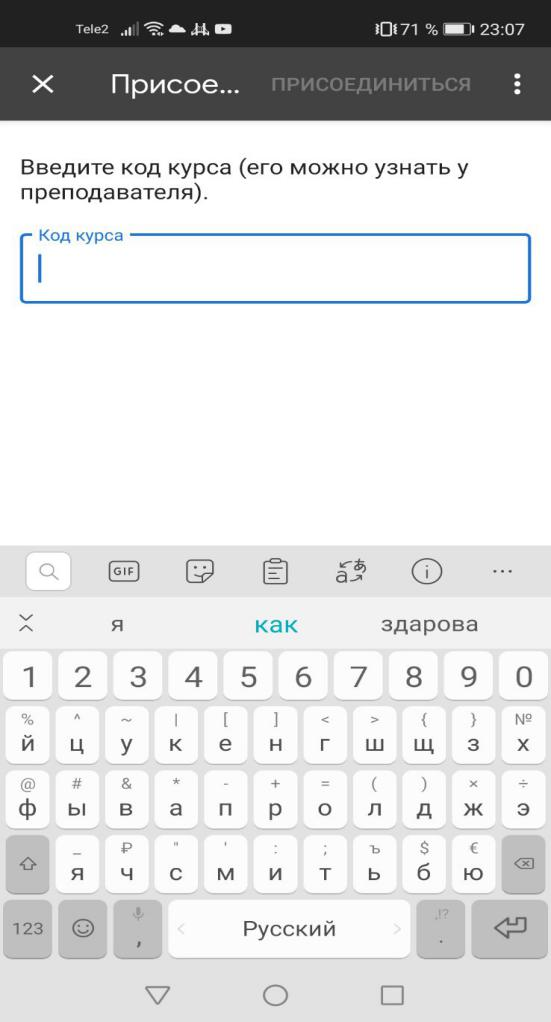 Tele2 71 % 23:07
Присое... ПРИСОЕДИНИТЬСЯ
Введите код курса (его можно узнать у
преподавателя).
Код курса
GIF
я как здарова
1 2 3 4 5 6 7 8 9 0
% ^ ~ | [ ] < > { } №
й ц у к е н г ш щ з х
@ # & * - + = ( ) × ÷
ф ы в а п р о л д ж э
_ ₽ " ' : ; ъ $ €
я ч с м и т ь б ю
,!?
123 , < Русский > .